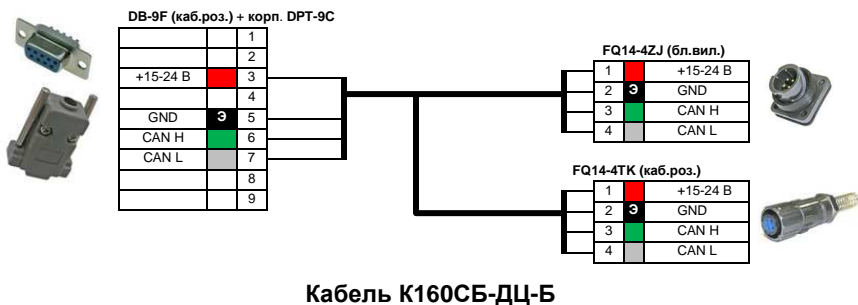 DB-9F (каб.роз.) + корп. DPT-9C
1
2
+15-24 В 3
4
GND Э 5
CAN H 6
CAN L 7
8
9
FQ14-4ZJ (бл.вил.)
1 +15-24 В
2 Э GND
3 CAN H
4 CAN L
FQ14-4TK (каб.роз.)
1 +15-24 В
2 Э GND
3 CAN H
4 CAN L
Кабель К160СБ-ДЦ-Б